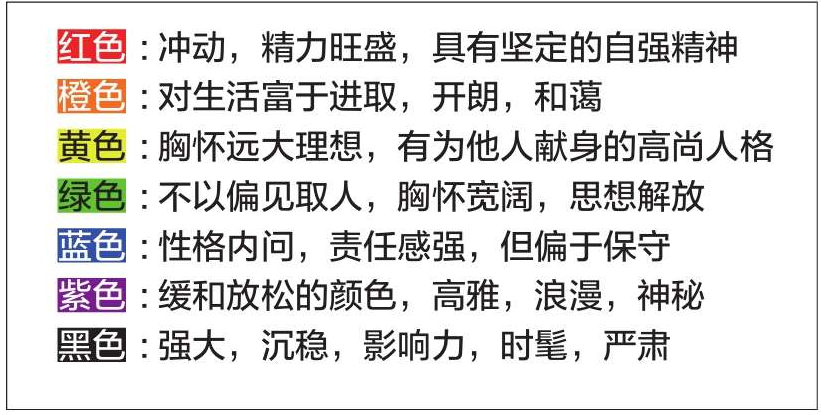 红色：冲动，精力旺盛，具有坚定的自强精神
橙色：对生活富于进取，开朗，和蔼
黄色：胸怀远大理想，有为他人献身的高尚人格
绿色：不以偏见取人，胸怀宽阔，思想解放
蓝色：性格内问，责任感强，但偏于保守
紫色：缓和放松的颜色，高雅，浪漫，神秘
黑色：强大，沉稳，影响力，时髦，严肃